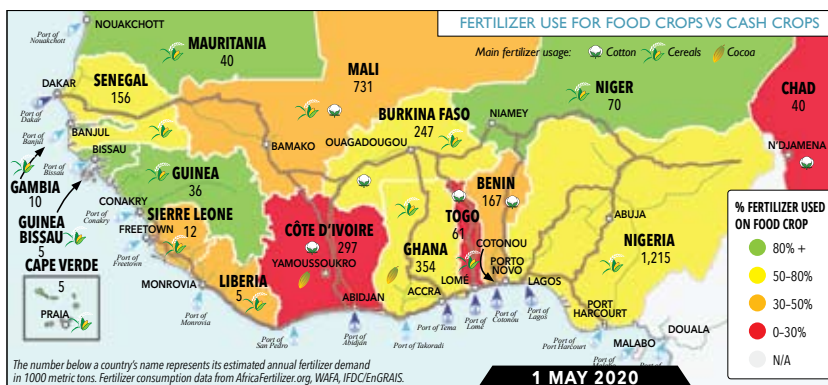 FERTILIZER USE FOR FOOD CROPS VS CASH CROPS
Main fertilizer usage: Cotton Cereals Cocoa
NOUAKCHOTT
Port of
Nouakchott
MAURITANIA
40
MALI
731
SENEGAL
156
DAKAR
Port of
Dakar
NIGER
70
CHAD
40
N'DJAMENA
BURKINA FASO
247
NIAMEY
OUAGADOUGOU
BAMAKO
BANJUL
Port of
Banjul
BISSAU
Port of
Bissau
GAMBIA
10
GUINEA
BISSAU
5
GUINEA
36
CONAKRY
Port of
Conakry
FREETOWN
Port of
Freetown
SIERRE LEONE
12
CAPE VERDE
5
PRAIA
MONROVIA
Port of
Monrovia
LIBERIA
5
CÔTE D'IVOIRE
297
YAMOUSSOUKRO
ABIDJAN
Port of
San Pedro
Port of
Abidjan
GHANA
354
ACCRA
Port of Takoradi
Port of Tema
TOGO
61
LOMÉ
Port of
Lomé
BENIN
167
COTONOU
PORTO
NOVO
Port of
Cotonou
LAGOS
Port of
Lagos
NIGERIA
1,215
ABUJA
PORT
HARCOURT
Port of
Port Harcourt
MALABO
DOUALA
% FERTILIZER USED
ON FOOD CROP
80% +
50–80%
30–50%
0–30%
N/A
The number below a country's name represents its estimated annual fertilizer demand
in 1000 metric tons. Fertilizer consumption data from AfricaFertilizer.org, WAFA, IFDC/EnGRAIS.
1 MAY 2020